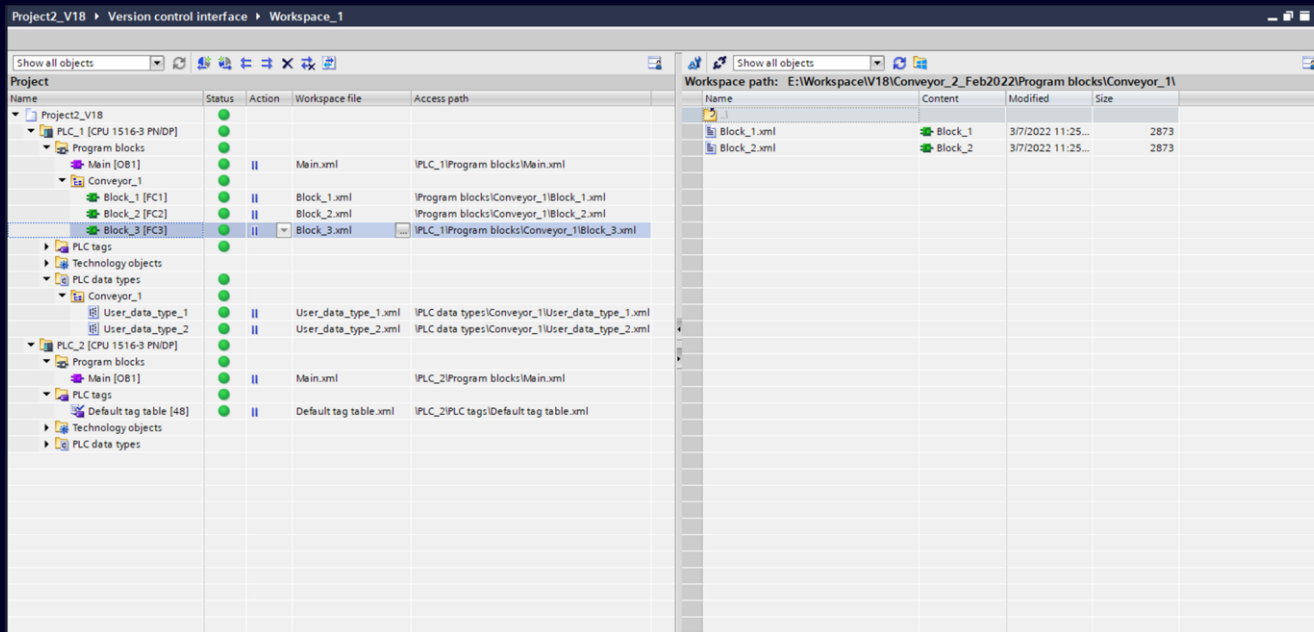 Project2_V18 ▸ Version control interface ▸ Workspace_1
Show all objects
Show all objects
Project
Workspace path: E:\Workspace\V18\Conveyor_2_Feb2022\Program blocks\Conveyor_1\
Name Status Action Workspace file Access path
Name Content Modified Size
Project2_V18
..\
PLC_1 [CPU 1516-3 PN/DP]
Block_1.xml Block_1 3/7/2022 11:25... 2873
Program blocks
Block_2.xml Block_2 3/7/2022 11:25... 2873
Main [OB1] Main.xml \PLC_1\Program blocks\Main.xml
Conveyor_1
Block_1 [FC1] Block_1.xml \Program blocks\Conveyor_1\Block_1.xml
Block_2 [FC2] Block_2.xml \Program blocks\Conveyor_1\Block_2.xml
Block_3 [FC3] Block_3.xml ... \PLC_1\Program blocks\Conveyor_1\Block_3.xml
PLC tags
Technology objects
PLC data types
Conveyor_1
User_data_type_1 User_data_type_1.xml \PLC data types\Conveyor_1\User_data_type_1.xml
User_data_type_2 User_data_type_2.xml \PLC data types\Conveyor_1\User_data_type_2.xml
PLC_2 [CPU 1516-3 PN/DP]
Program blocks
Main [OB1] Main.xml \PLC_2\Program blocks\Main.xml
PLC tags
Default tag table [48] Default tag table.xml \PLC_2\PLC tags\Default tag table.xml
Technology objects
PLC data types